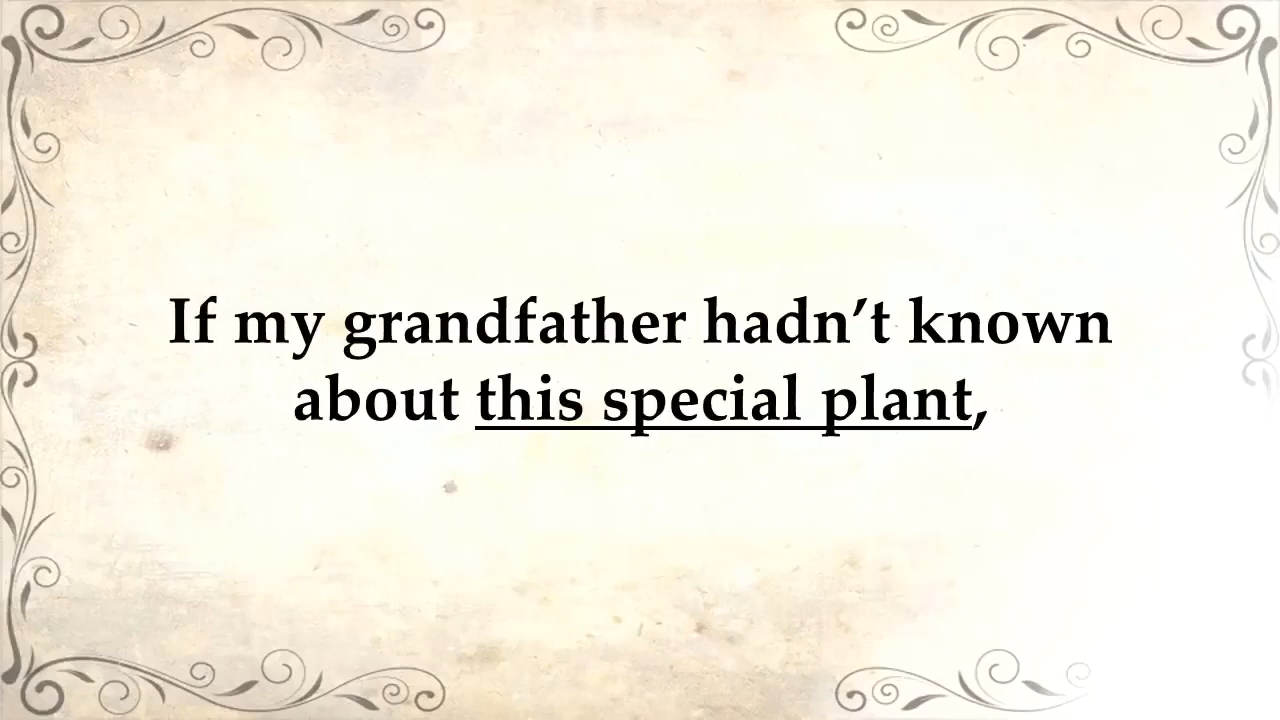 If my grandfather hadn’t known
about this special plant,